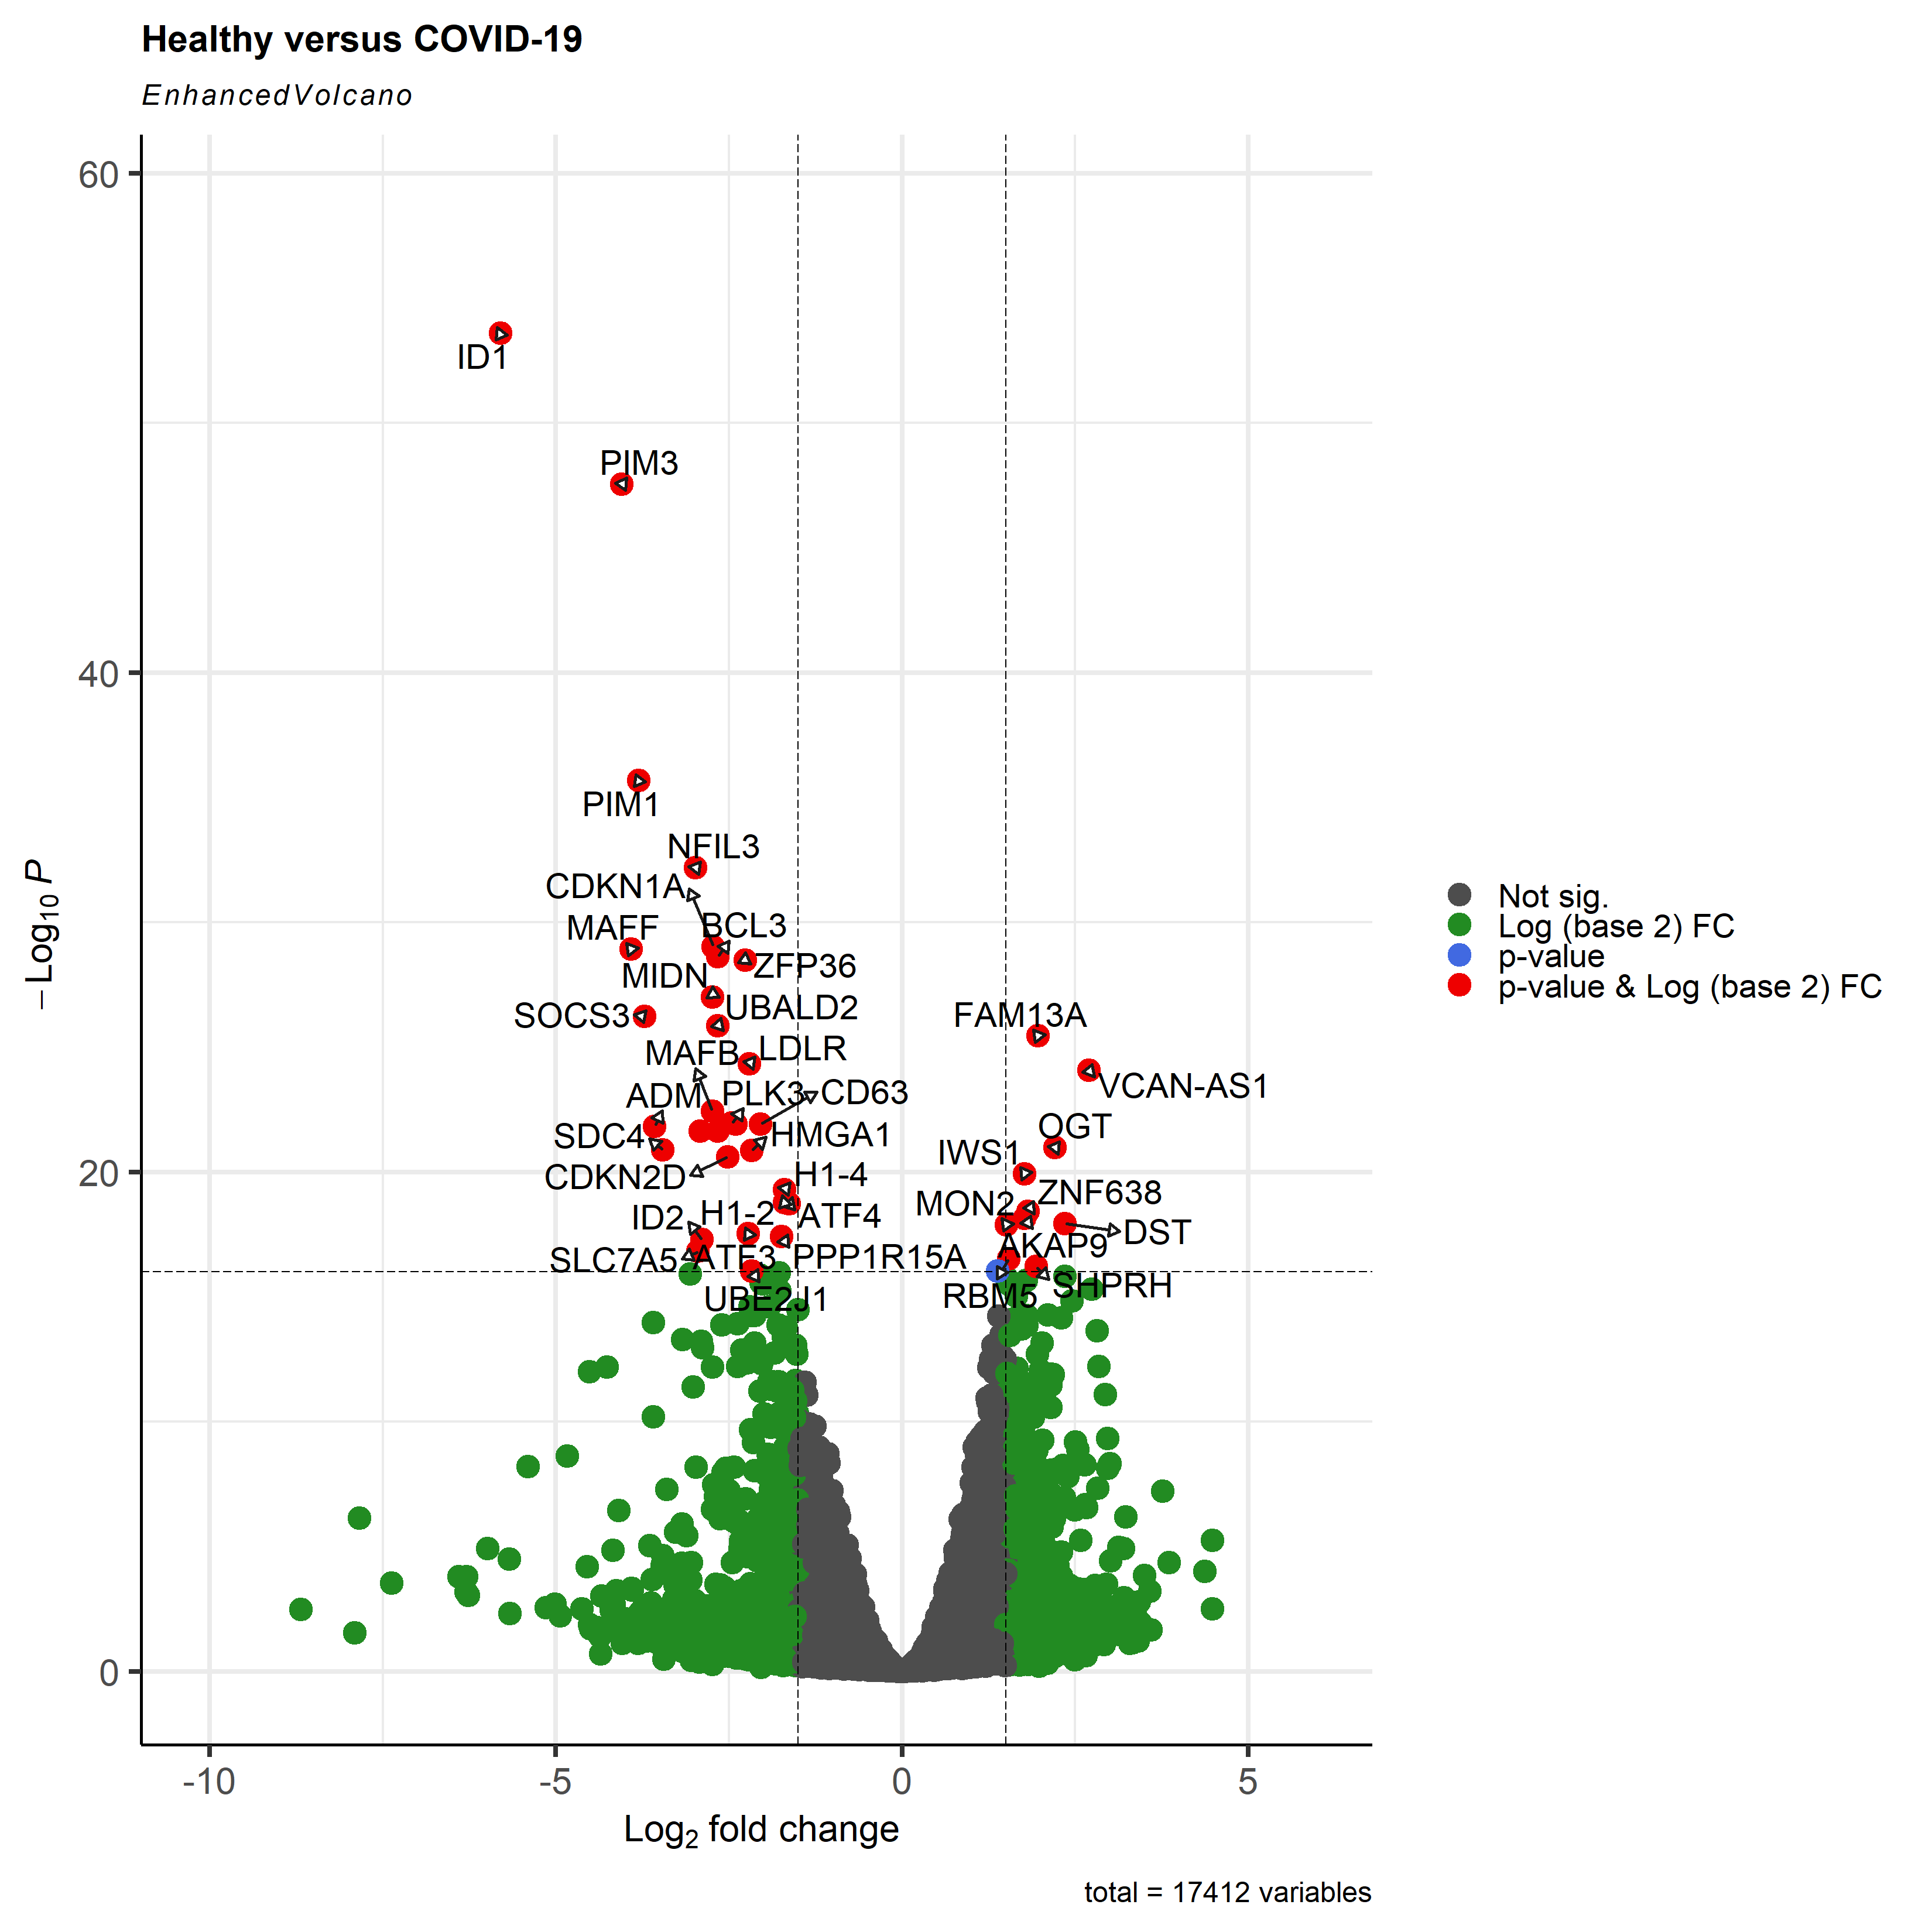 Healthy versus COVID-19
EnhancedVolcano
60
40
20
0
−Log10 P
ID1
PIM3
PIM1
NFIL3
CDKN1A
BCL3
MAFF
ZFP36
MIDN
UBALD2
SOCS3
FAM13A
LDLR
MAFB
VCAN-AS1
PLK3
CD63
ADM
OGT
HMGA1
SDC4
IWS1
CDKN2D
H1-4
ZNF638
MON2
H1-2
ATF4
ID2
DST
AKAP9
ATF3
PPP1R15A
SLC7A5
SHPRH
RBM5
UBE2J1
Not sig.
Log (base 2) FC
p-value
p-value & Log (base 2) FC
-10
-5
0
5
Log2 fold change
total = 17412 variables